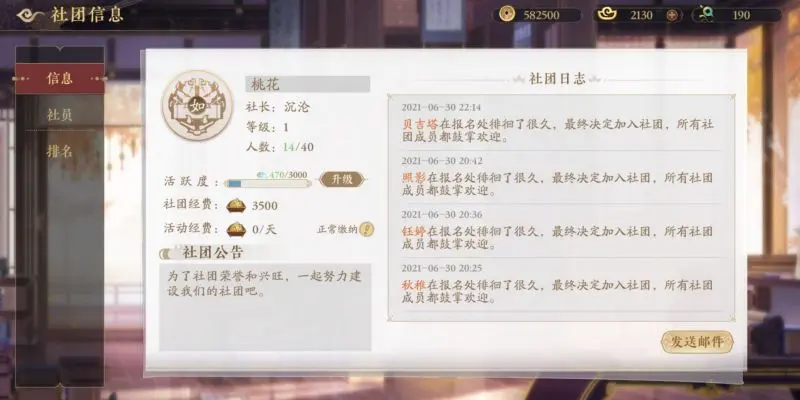 社团信息
582500
2130
190
信息
社员
排名
如
桃花
社长：沉沦
等级：1
人数：14/40
活跃度：
470/3000
升级
社团经费：
3500
活动经费：
0/天
正常缴纳
社团公告
为了社团荣誉和兴旺，一起努力建
设我们的社团吧。
社团日志
2021-06-30 22:14
贝吉塔在报名处徘徊了很久，最终决定加入社团，所有社
团成员都鼓掌欢迎。
2021-06-30 20:42
照影在报名处徘徊了很久，最终决定加入社团，所有社团
成员都鼓掌欢迎。
2021-06-30 20:36
钰婷在报名处徘徊了很久，最终决定加入社团，所有社团
成员都鼓掌欢迎。
2021-06-30 20:25
秋稚在报名处徘徊了很久，最终决定加入社团，所有社团
成员都鼓掌欢迎。
发送邮件